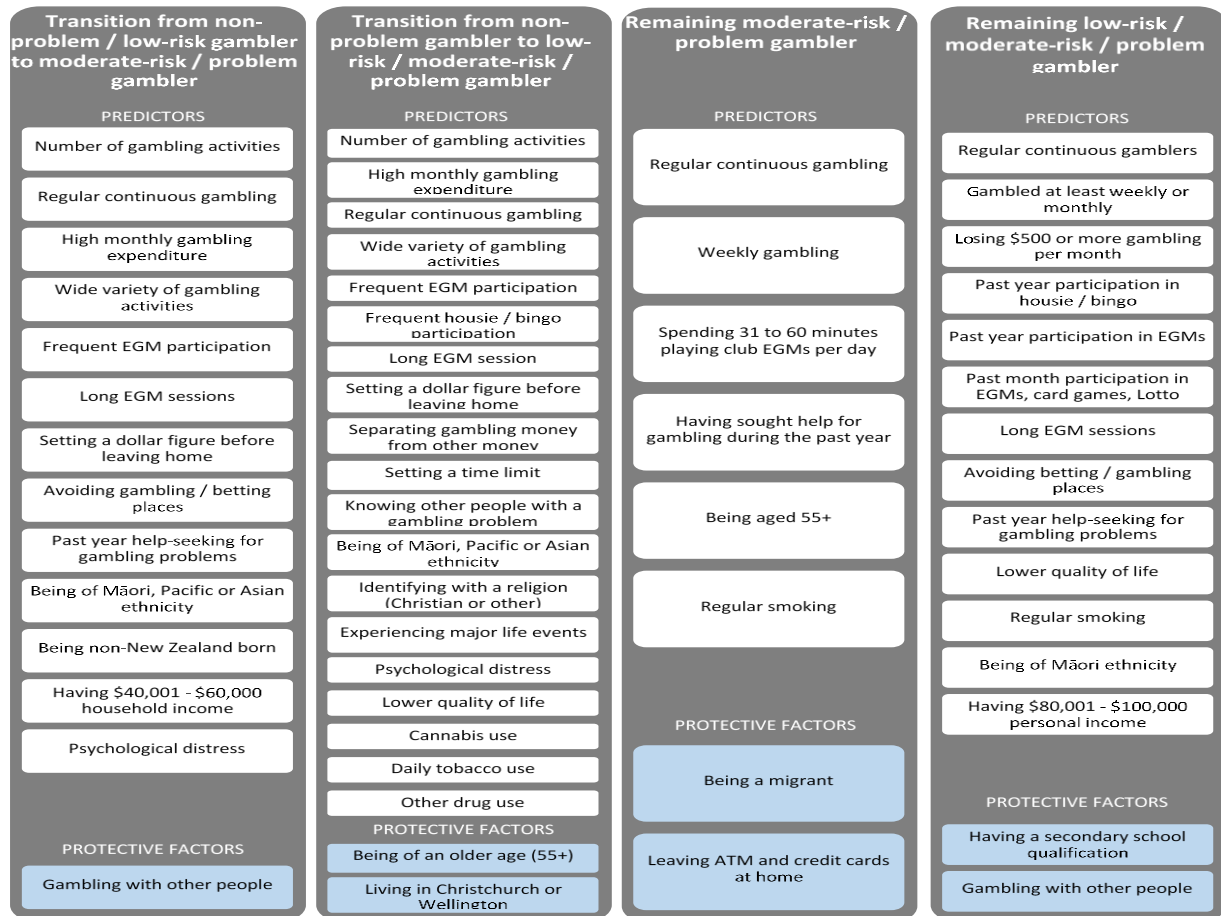 Transition from non-
problem / low-risk gambler
to moderate-risk / problem
gambler
PREDICTORS
Number of gambling activities
Regular continuous gambling
High monthly gambling
expenditure
Wide variety of gambling
activities
Frequent EGM participation
Long EGM sessions
Setting a dollar figure before
leaving home
Avoiding gambling / betting
places
Past year help-seeking for
gambling problems
Being of Māori, Pacific or Asian
ethnicity
Being non-New Zealand born
Having $40,001 - $60,000
household income
Psychological distress
PROTECTIVE FACTORS
Gambling with other people
Transition from non-
problem gambler to low-
risk / moderate-risk /
problem gambler
PREDICTORS
Number of gambling activities
High monthly gambling
expenditure
Regular continuous gambling
Wide variety of gambling
activities
Frequent EGM participation
Frequent housie / bingo
participation
Long EGM session
Setting a dollar figure before
leaving home
Separating gambling money
from other money
Setting a time limit
Knowing other people with a
gambling problem
Being of Māori, Pacific or Asian
ethnicity
Identifying with a religion
(Christian or other)
Experiencing major life events
Psychological distress
Lower quality of life
Cannabis use
Daily tobacco use
Other drug use
PROTECTIVE FACTORS
Being of an older age (55+)
Living in Christchurch or
Wellington
Remaining moderate-risk /
problem gambler
PREDICTORS
Regular continuous gambling
Weekly gambling
Spending 31 to 60 minutes
playing club EGMs per day
Having sought help for
gambling during the past year
Being aged 55+
Regular smoking
PROTECTIVE FACTORS
Being a migrant
Leaving ATM and credit cards
at home
Remaining low-risk /
moderate-risk / problem
gambler
PREDICTORS
Regular continuous gamblers
Gambled at least weekly or
monthly
Losing $500 or more gambling
per month
Past year participation in
housie / bingo
Past year participation in EGMs
Past month participation in
EGMs, card games, Lotto
Long EGM sessions
Avoiding betting / gambling
places
Past year help-seeking for
gambling problems
Lower quality of life
Regular smoking
Being of Māori ethnicity
Having $80,001 - $100,000
personal income
PROTECTIVE FACTORS
Having a secondary school
qualification
Gambling with other people